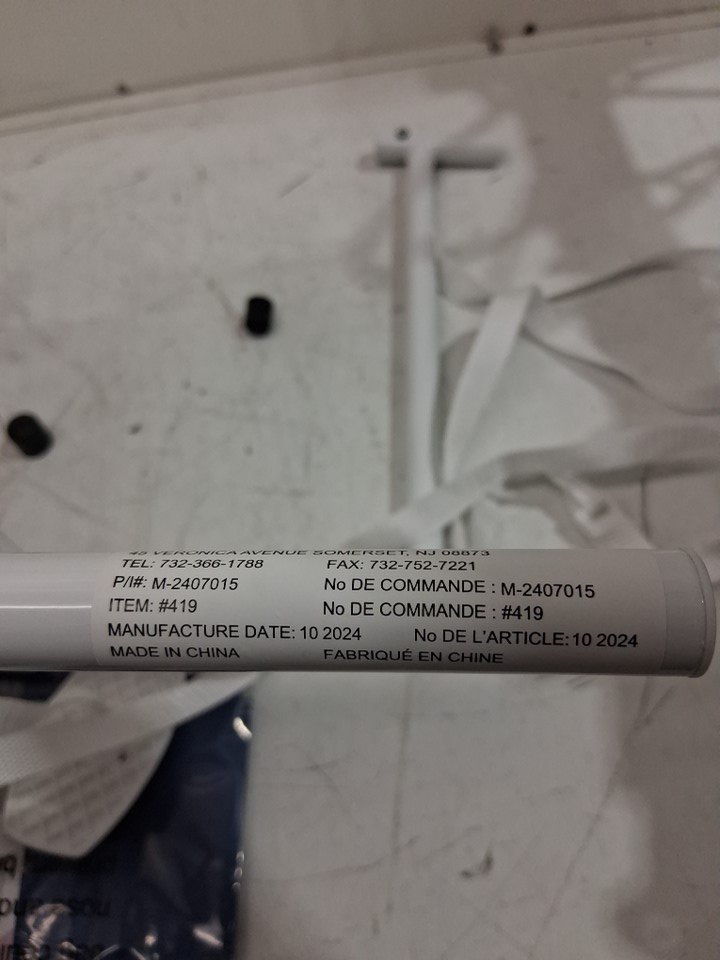 45 VERONICA AVENUE SOMERSET, NJ 08873
TEL: 732-366-1788 FAX: 732-752-7221
P/I#: M-2407015 No DE COMMANDE : M-2407015
ITEM: #419 No DE COMMANDE : #419
MANUFACTURE DATE: 10 2024 No DE L'ARTICLE: 10 2024
MADE IN CHINA FABRIQUÉ EN CHINE